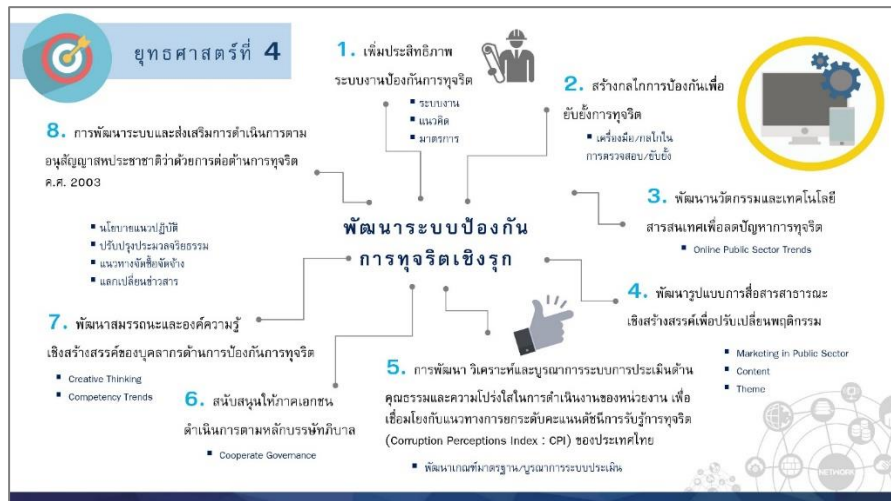 ยุทธศาสตร์ที่ 4
1. เพิ่มประสิทธิภาพ
ระบบงานป้องกันการทุจริต
▪ ระบบงาน
▪ แนวคิด
▪ มาตรการ
2. สร้างกลไกการป้องกันเพื่อ
ยับยั้งการทุจริต
▪ เครื่องมือ/กลไกใน
การตรวจสอบ/ยับยั้ง
3. พัฒนานวัตกรรมและเทคโนโลยี
สารสนเทศเพื่อลดปัญหาการทุจริต
▪ Online Public Sector Trends
4. พัฒนารูปแบบการสื่อสารสาธารณะ
เชิงสร้างสรรค์เพื่อปรับเปลี่ยนพฤติกรรม
▪ Marketing in Public Sector
▪ Content
▪ Theme
พัฒนาระบบป้องกัน
การทุจริตเชิงรุก
5. การพัฒนา วิเคราะห์และบูรณาการระบบการประเมินด้าน
คุณธรรมและความโปร่งใสในการดำเนินงานของหน่วยงาน เพื่อ
เชื่อมโยงกับแนวทางการยกระดับคะแนนดัชนีการรับรู้การทุจริต
(Corruption Perceptions Index : CPI) ของประเทศไทย
▪ พัฒนาเกณฑ์มาตรฐาน/บูรณาการระบบประเมิน
6. สนับสนุนให้ภาคเอกชน
ดำเนินการตามหลักบรรษัทภิบาล
▪ Cooperate Governance
7. พัฒนาสมรรถนะและองค์ความรู้
เชิงสร้างสรรค์ของบุคลากรด้านการป้องกันการทุจริต
▪ Creative Thinking
▪ Competency Trends
8. การพัฒนาระบบและส่งเสริมการดำเนินการตาม
อนุสัญญาสหประชาชาติว่าด้วยการต่อต้านการทุจริต
ค.ศ. 2003
▪ นโยบายแนวปฏิบัติ
▪ ปรับปรุงประมวลจริยธรรม
▪ แนวทางจัดซื้อจัดจ้าง
▪ แลกเปลี่ยนข่าวสาร
NETWORK